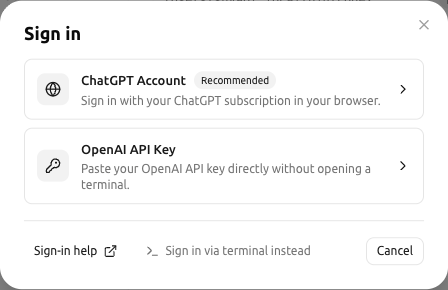 Sign in
ChatGPT Account Recommended
Sign in with your ChatGPT subscription in your browser.
OpenAI API Key
Paste your OpenAI API key directly without opening a
terminal.
Sign-in help >_ Sign in via terminal instead Cancel